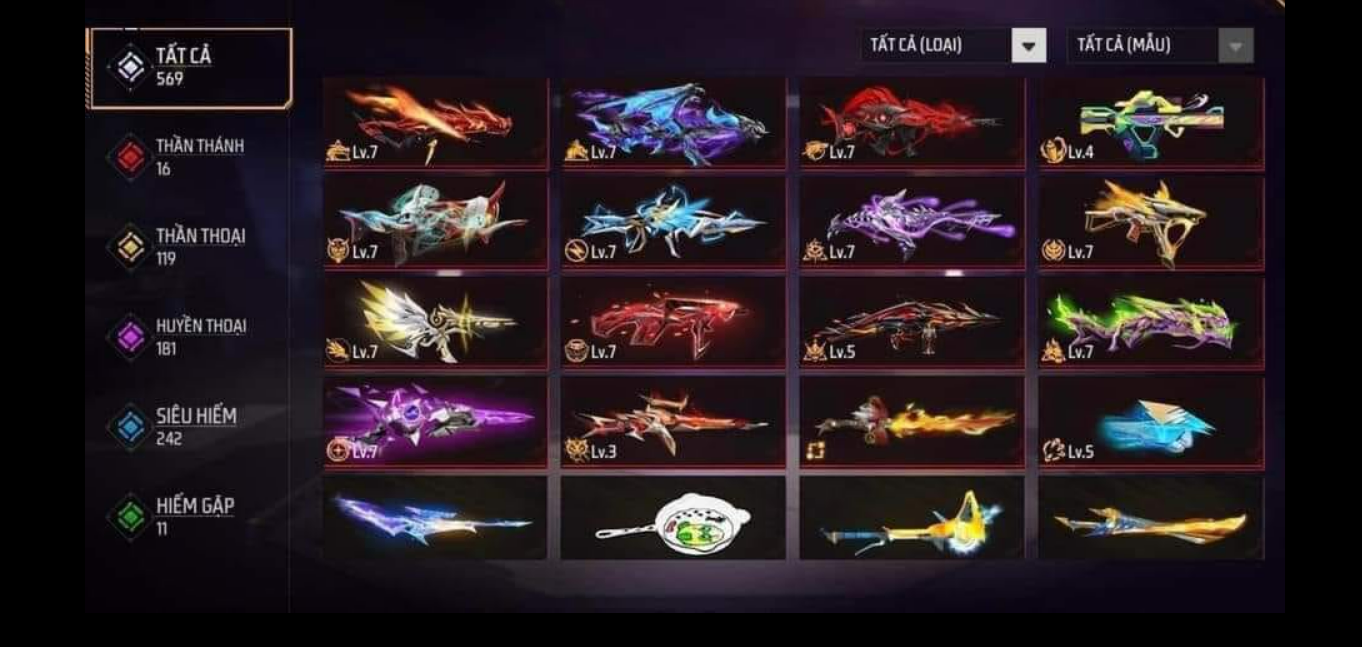 TẤT CẢ
569
THẦN THÁNH
16
THẦN THOẠI
119
HUYỀN THOẠI
181
SIÊU HIẾM
242
HIẾM GẶP
11
TẤT CẢ (LOẠI)
TẤT CẢ (MẪU)
Lv.7
Lv.7
Lv.7
Lv.4
Lv.7
Lv.7
Lv.7
Lv.7
Lv.7
Lv.7
Lv.5
Lv.7
Lv.7
Lv.3
Lv.5